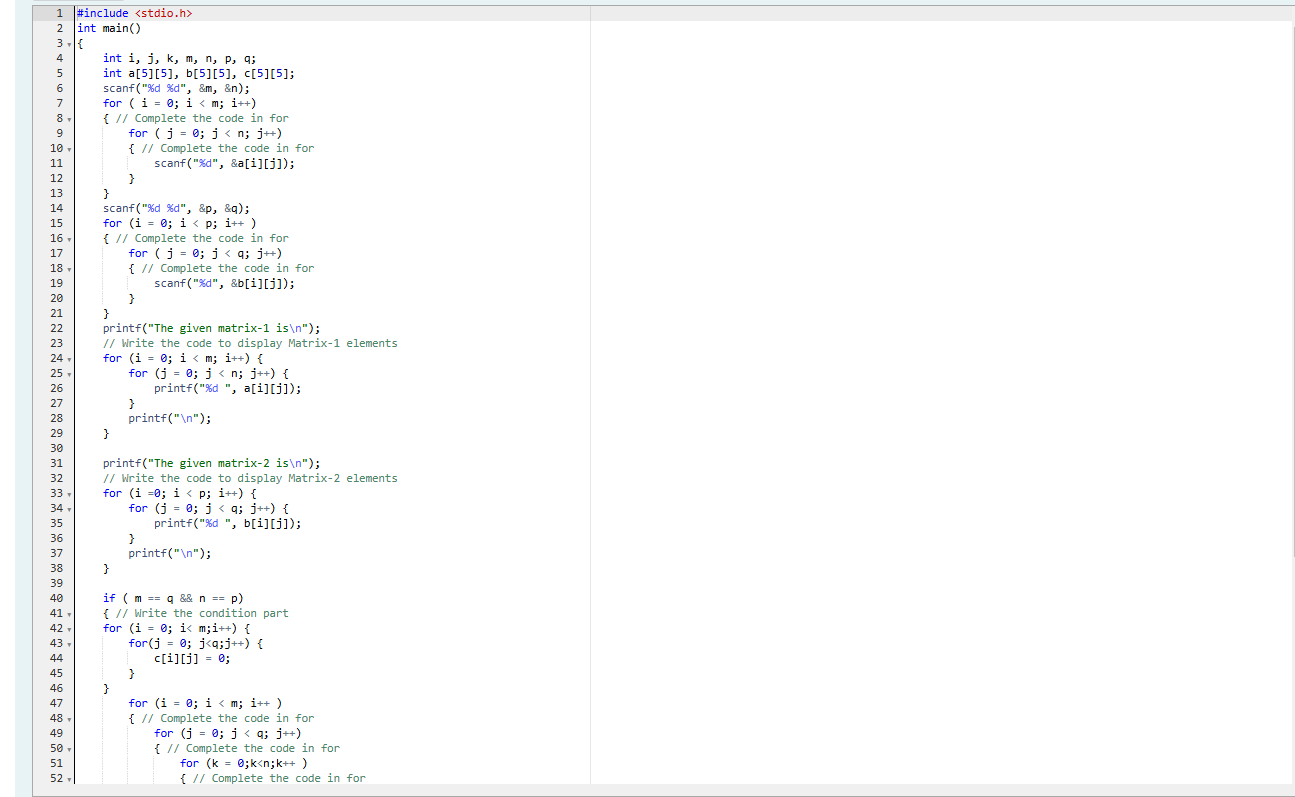 1 #include <stdio.h>
2 int main()
3 {
4 int i, j, k, m, n, p, q;
5 int a[5][5], b[5][5], c[5][5];
6 scanf("%d %d", &m, &n);
7 for ( i = 0; i < m; i++)
8 { // Complete the code in for
9 for ( j = 0; j < n; j++)
10 { // Complete the code in for
11 scanf("%d", &a[i][j]);
12 }
13 }
14 scanf("%d %d", &p, &q);
15 for (i = 0; i < p; i++ )
16 { // Complete the code in for
17 for ( j = 0; j < q; j++)
18 { // Complete the code in for
19 scanf("%d", &b[i][j]);
20 }
21 }
22 printf("The given matrix-1 is\n");
23 // Write the code to display Matrix-1 elements
24 for (i = 0; i < m; i++) {
25 for (j = 0; j < n; j++) {
26 printf("%d ", a[i][j]);
27 }
28 printf("\n");
29 }
30
31 printf("The given matrix-2 is\n");
32 // Write the code to display Matrix-2 elements
33 for (i =0; i < p; i++) {
34 for (j = 0; j < q; j++) {
35 printf("%d ", b[i][j]);
36 }
37 printf("\n");
38 }
39
40 if ( m == q && n == p)
41 { // Write the condition part
42 for (i = 0; i< m;i++) {
43 for(j = 0; j<q;j++) {
44 c[i][j] = 0;
45 }
46 }
47 for (i = 0; i < m; i++ )
48 { // Complete the code in for
49 for (j = 0; j < q; j++)
50 { // Complete the code in for
51 for (k = 0;k<n;k++ )
52 { // Complete the code in for